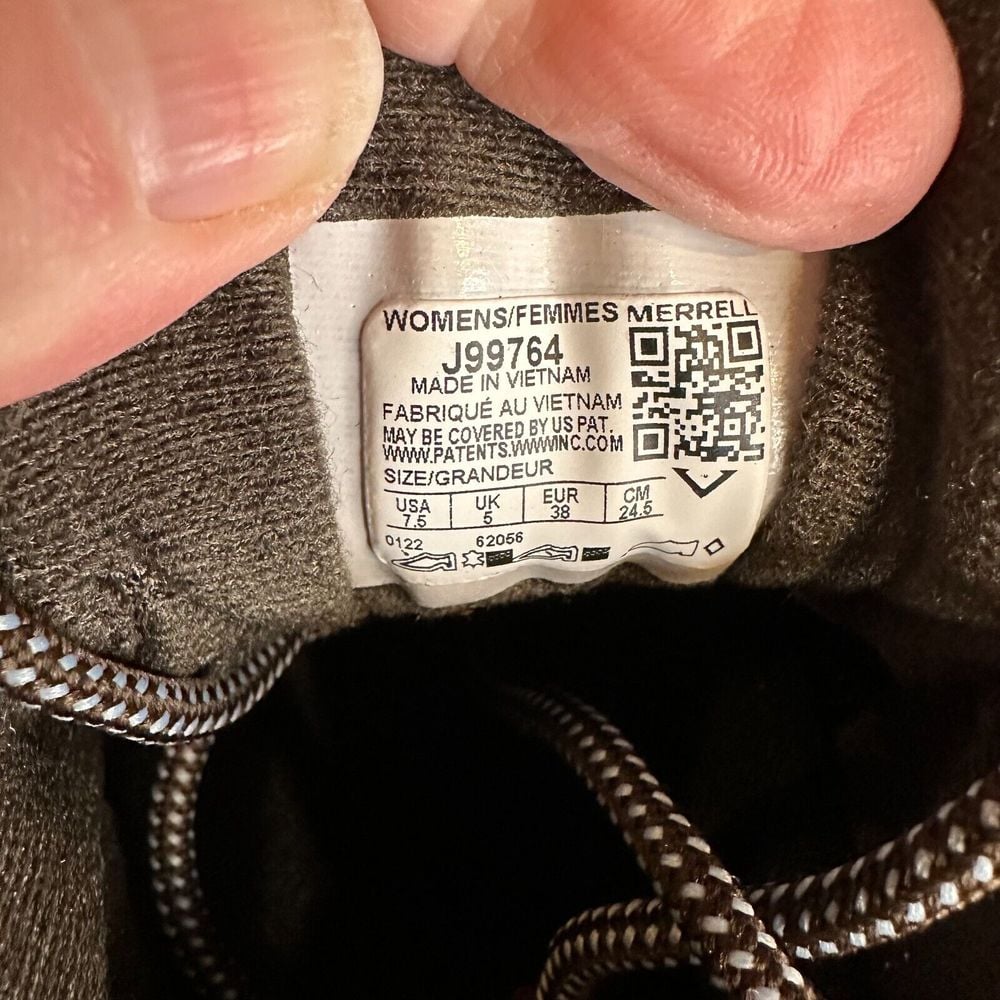 WOMENS/FEMMES MERRELL
J99764
MADE IN VIETNAM
FABRIQUÉ AU VIETNAM
MAY BE COVERED BY US PAT.
WWW.PATENTS.WWWINC.COM
SIZE/GRANDEUR
USA UK EUR CM
7.5 5 38 24.5
0122 62056